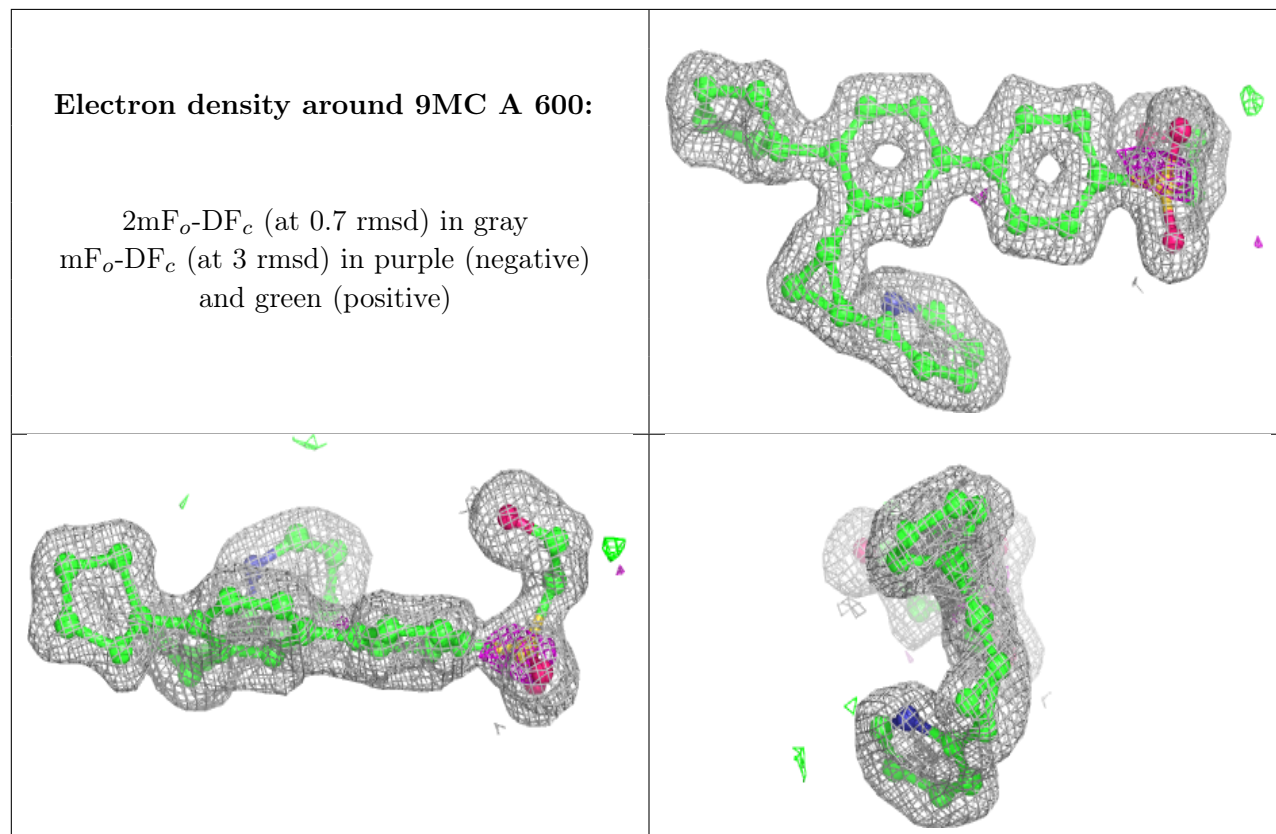 Electron density around 9MC A 600:
2mFo-DFc (at 0.7 rmsd) in gray
mFo-DFc (at 3 rmsd) in purple (negative)
and green (positive)